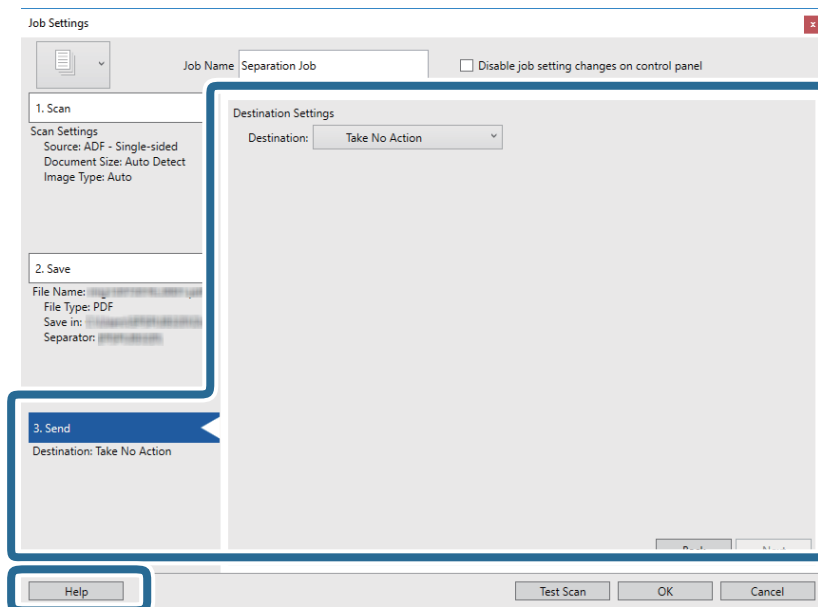 Job Settings
x
Job Name Separation Job Disable job setting changes on control panel
1. Scan
Scan Settings
Source: ADF - Single-sided
Document Size: Auto Detect
Image Type: Auto
Destination Settings
Destination: Take No Action
2. Save
File Name:
File Type: PDF
Save in:
Separator:
3. Send
Destination: Take No Action
Help Test Scan OK Cancel